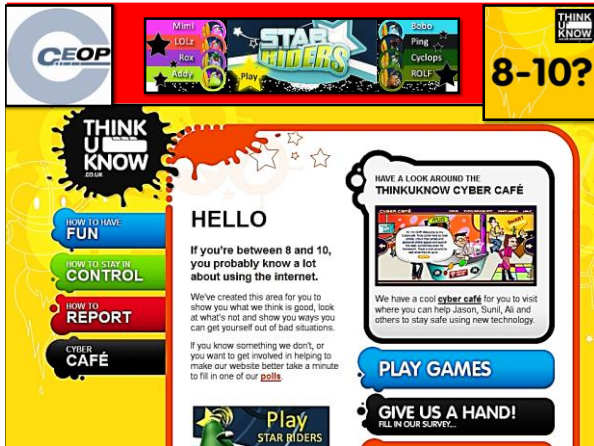 CEOP
Mimi
LOLz
Rox
Addy
Play
STAR
RIDERS
Bobo
Ping
Cyclops
ROLF
THINK
U
KNOW
8-10?
THINK
U
KNOW
.CO.UK
HOW TO HAVE
FUN
HOW TO STAY IN
CONTROL
HOW TO
REPORT
CYBER
CAFÉ
HELLO
If you're between 8 and 10,
you probably know a lot
about using the internet.
We've created this area for you to
show you what we think is good, look
at what's not and show you ways you
can get yourself out of bad situations.
If you know something we don't, or
you want to get involved in helping to
make our website better take a minute
to fill in one of our polls.
Play
STAR RIDERS
HAVE A LOOK AROUND THE
THINKUKNOW CYBER CAFÉ
CYBER CAFÉ
We have a cool cyber café for you to visit
where you can help Jason, Sunil, Ali and
others to stay safe using new technology.
PLAY GAMES
GIVE US A HAND!
FILL IN OUR SURVEY...